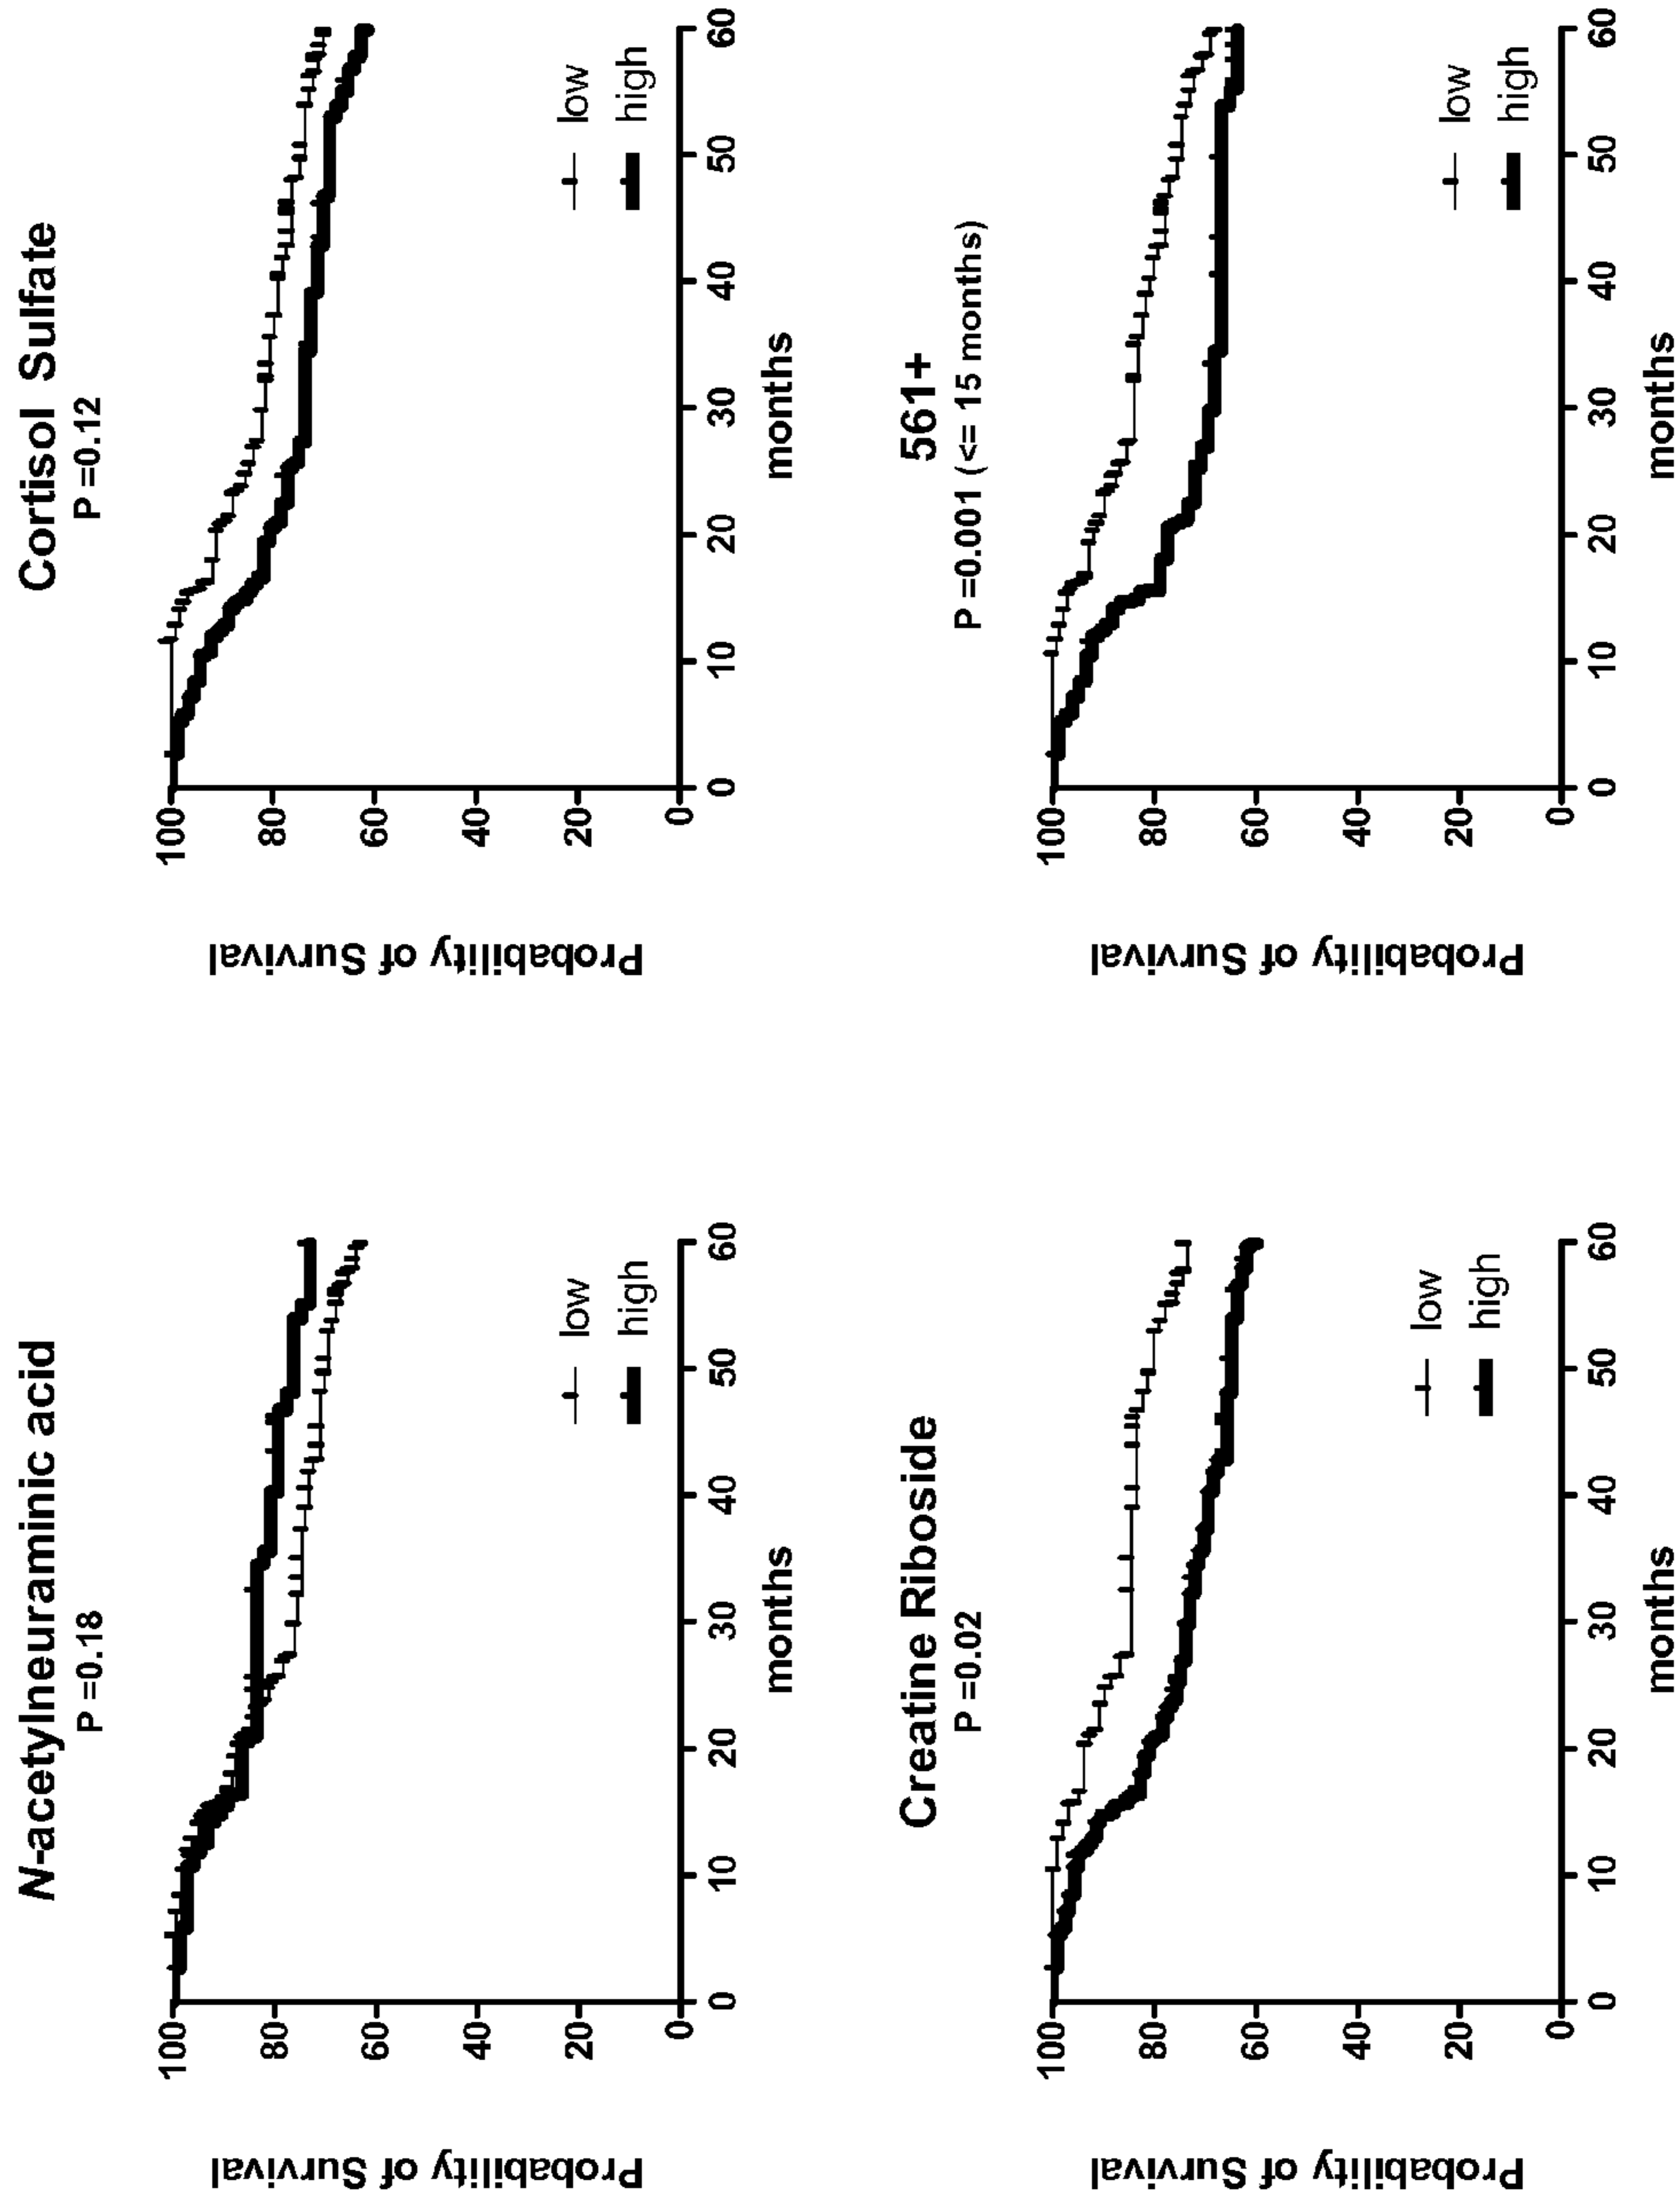 N-acetylneuraminic acid
P =0.18
Probability of Survival
100
80
60
40
20
0
0 10 20 30 40 50 60
months
low
high
Cortisol Sulfate
P =0.12
Probability of Survival
100
80
60
40
20
0
0 10 20 30 40 50 60
months
low
high
Creatine Riboside
P =0.02
Probability of Survival
100
80
60
40
20
0
0 10 20 30 40 50 60
months
low
high
561+
P =0.001 (<= 15 months)
Probability of Survival
100
80
60
40
20
0
0 10 20 30 40 50 60
months
low
high